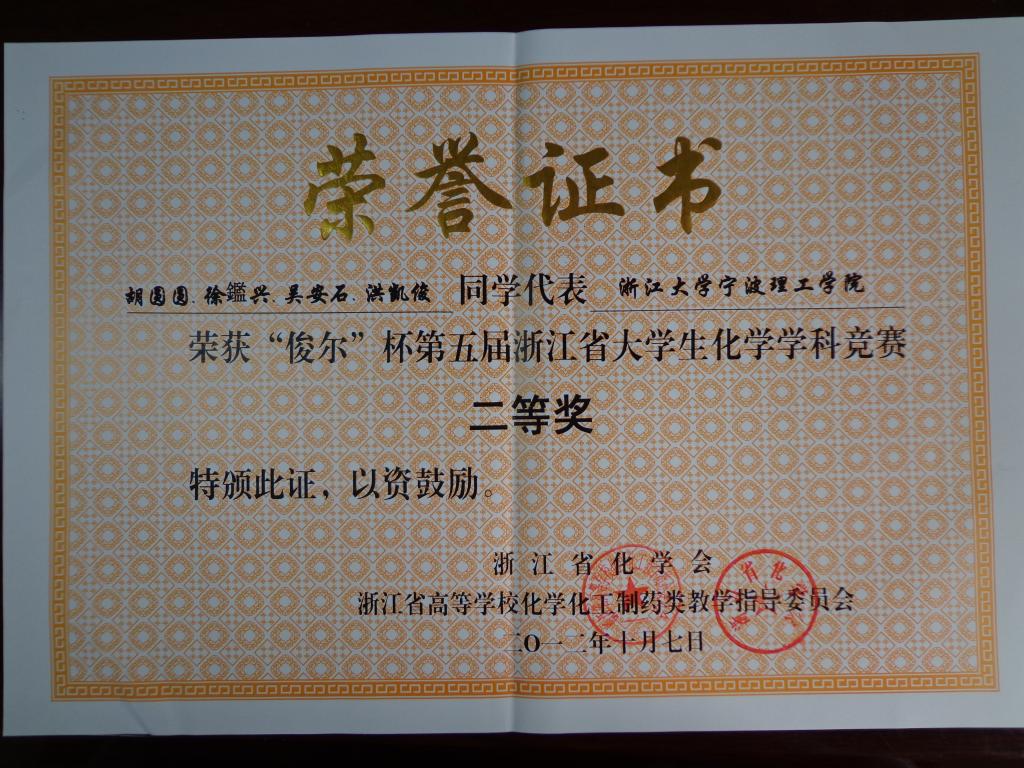 荣誉证书
胡圆圆、徐鑑兴、吴安石、洪凯俊 同学代表 浙江大学宁波理工学院
荣获“俊尔”杯第五届浙江省大学生化学学科竞赛
二等奖
特颁此证，以资鼓励。
浙江省化学会
浙江省高等学校化学化工制药类教学指导委员会
二〇一二年十月七日